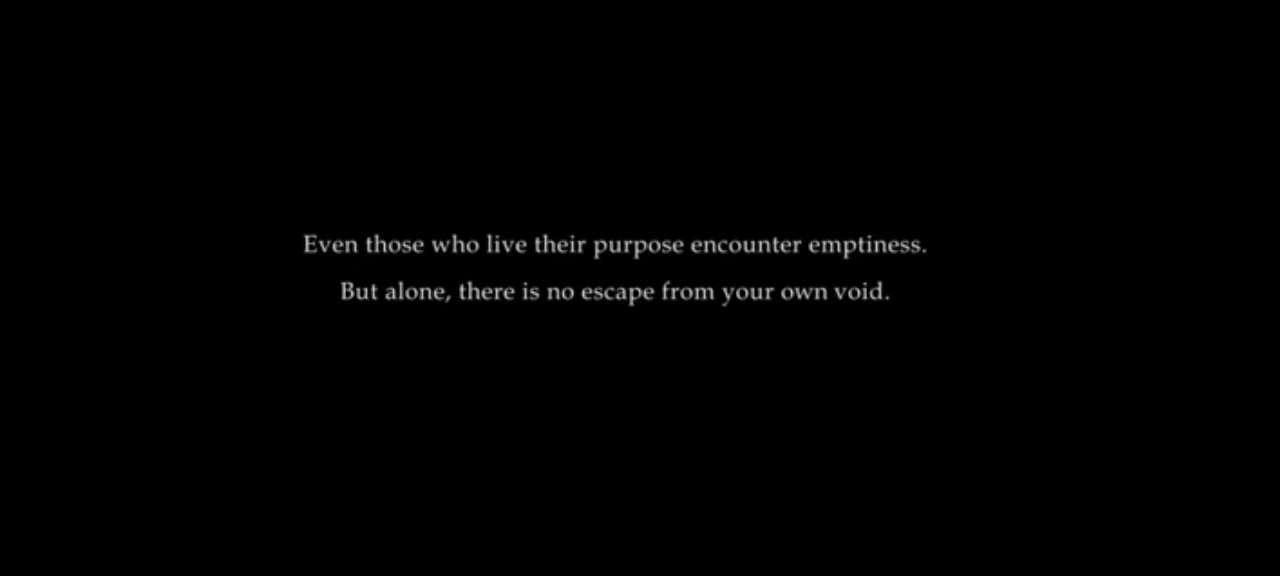 Even those who live their purpose encounter emptiness.
But alone, there is no escape from your own void.